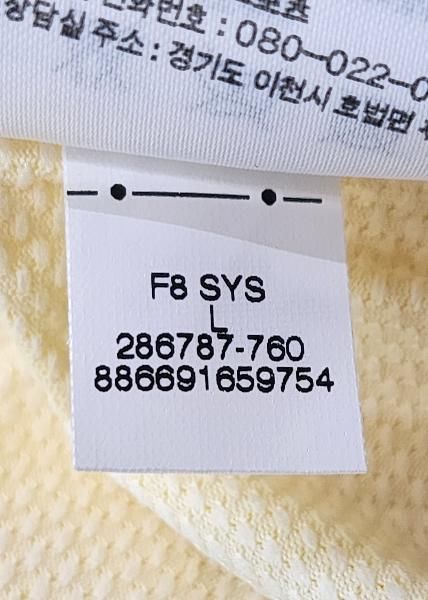 전화번호 : 080-022-0
상담실 주소 : 경기도 이천시 호법면
F8 SYS
L
286787-760
886691659754